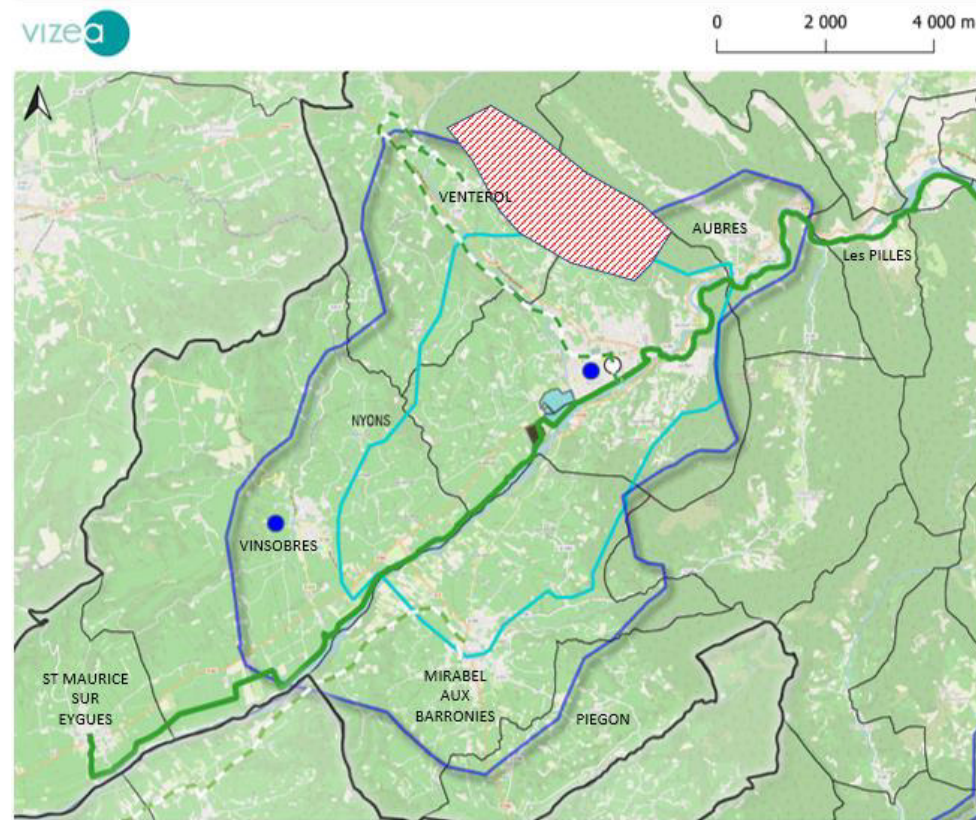 vizea
0 2 000 4 000 m
VENTEROL
AUBRES
Les PILLES
NYONS
VINSOBRES
ST MAURICE
SUR
EYGUES
MIRABEL
AUX
BARRONIES
PIEGON